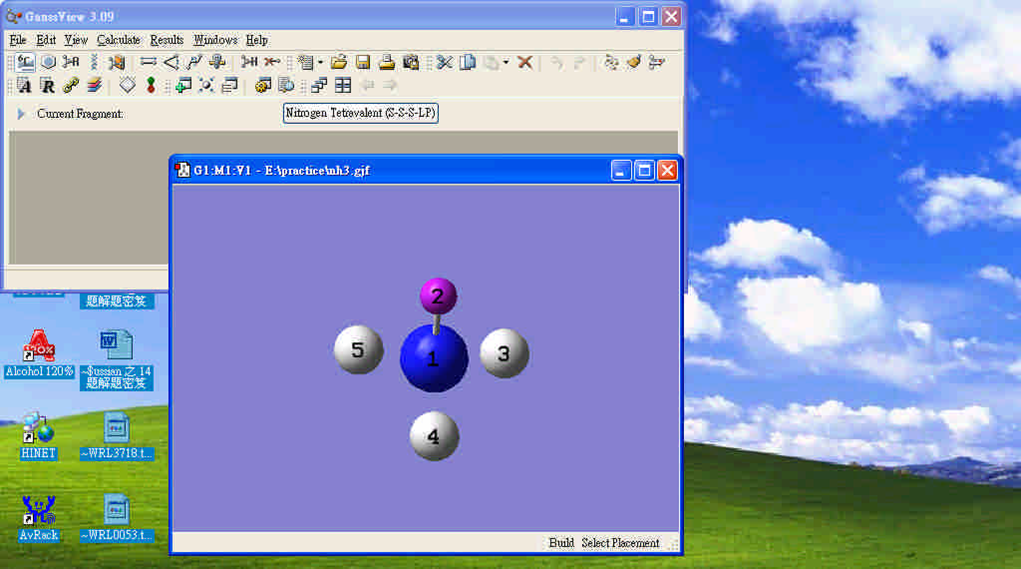 GaussView 3.09
File Edit View Calculate Results Windows Help
Current Fragment:
Nitrogen Tetravalent (S-S-S-LP)
G1:M1:V1 - E:\practice\nh3.gjf
2
5
1
3
4
Build Select Placement
題解題密笈
Alcohol 120%
~$ussian 之 14
題解題密笈
HINET
~WRL3718.t...
AvRack
~WRL0053.t...